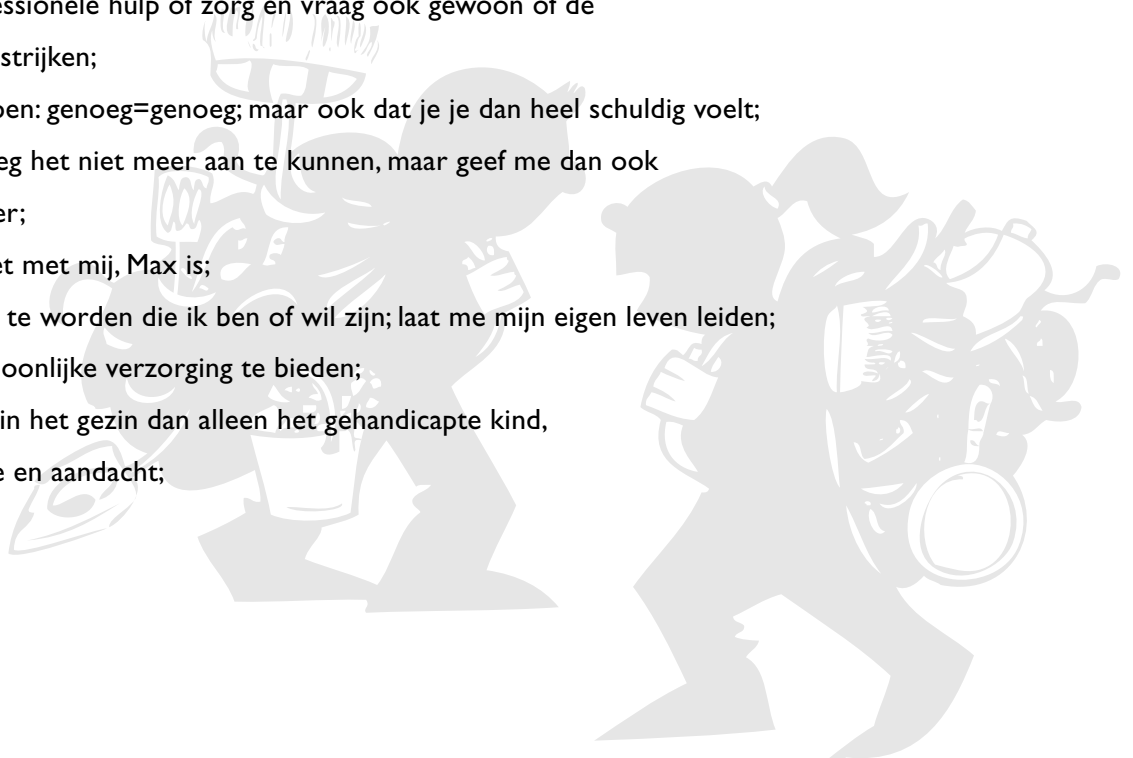 essionele hulp of zorg en vraag ook gewoon of de
strijken;
pen: genoeg=genoeg; maar ook dat je je dan heel schuldig voelt;
eg het niet meer aan te kunnen, maar geef me dan ook
er;
et met mij, Max is;
te worden die ik ben of wil zijn; laat me mijn eigen leven leiden;
oonlijke verzorging te bieden;
in het gezin dan alleen het gehandicapte kind,
e en aandacht;